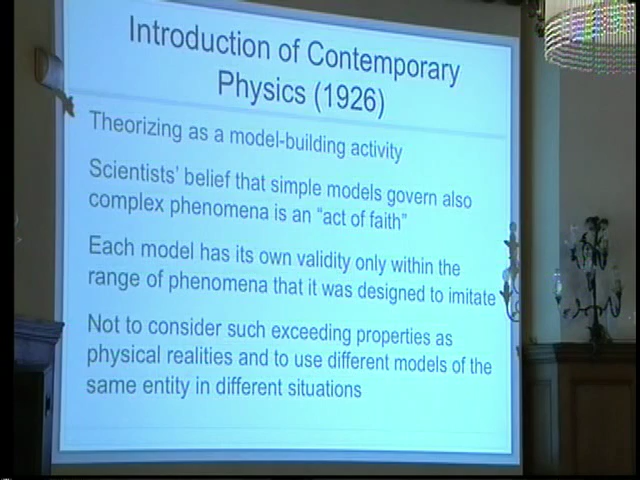 Introduction of Contemporary
Physics (1926)
Theorizing as a model-building activity
Scientists' belief that simple models govern also
complex phenomena is an “act of faith”
Each model has its own validity only within the
range of phenomena that it was designed to imitate
Not to consider such exceeding properties as
physical realities and to use different models of the
same entity in different situations